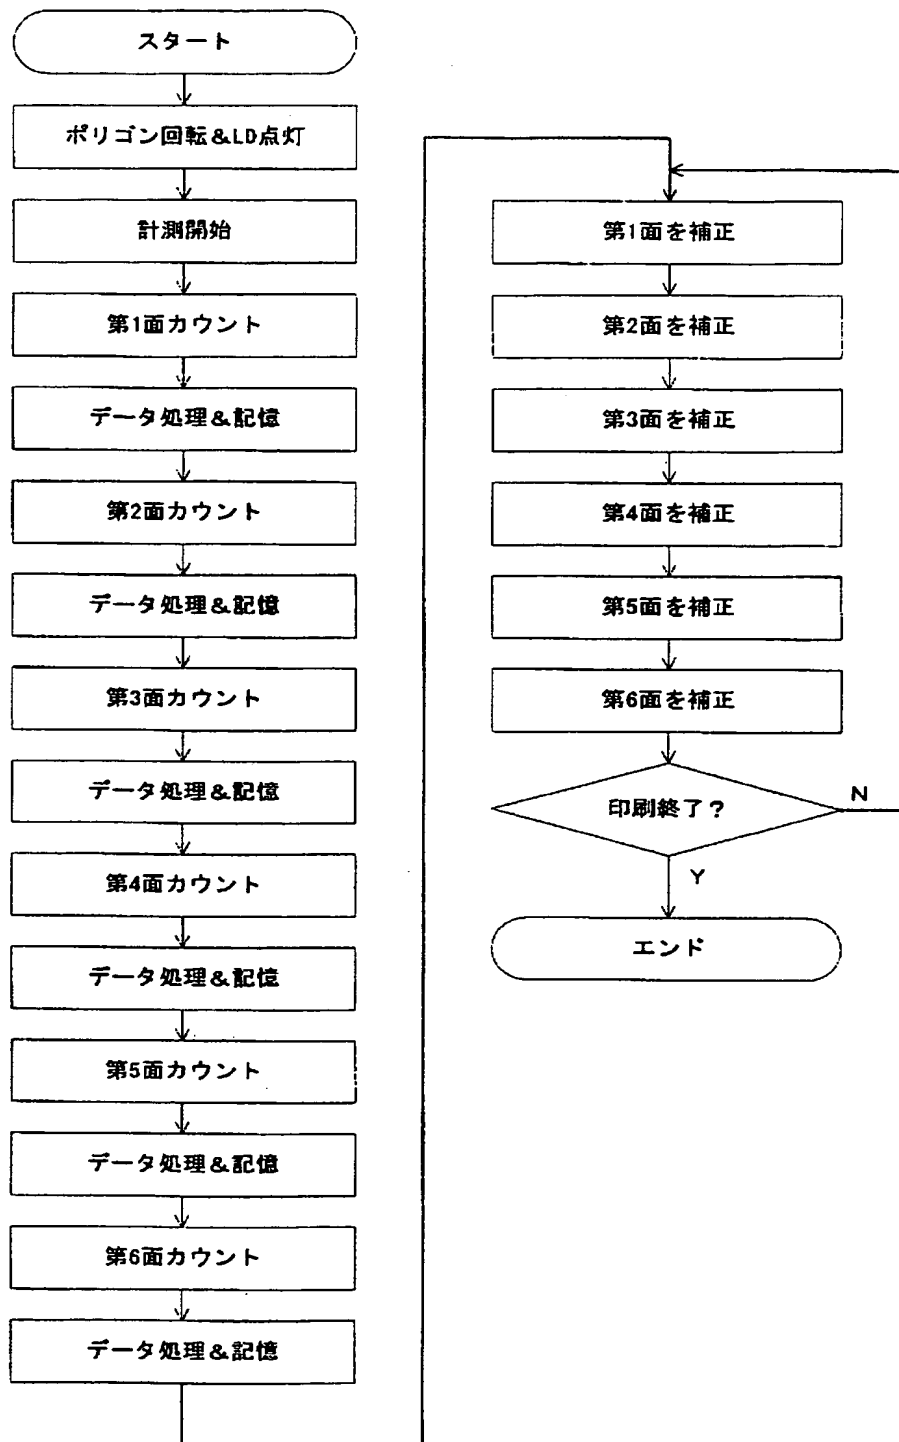 スタート
ポリゴン回転&LD点灯
計測開始
第1面カウント
データ処理&記憶
第2面カウント
データ処理&記憶
第3面カウント
データ処理&記憶
第4面カウント
データ処理&記憶
第5面カウント
データ処理&記憶
第6面カウント
データ処理&記憶
第1面を補正
第2面を補正
第3面を補正
第4面を補正
第5面を補正
第6面を補正
印刷終了?
N
Y
エンド